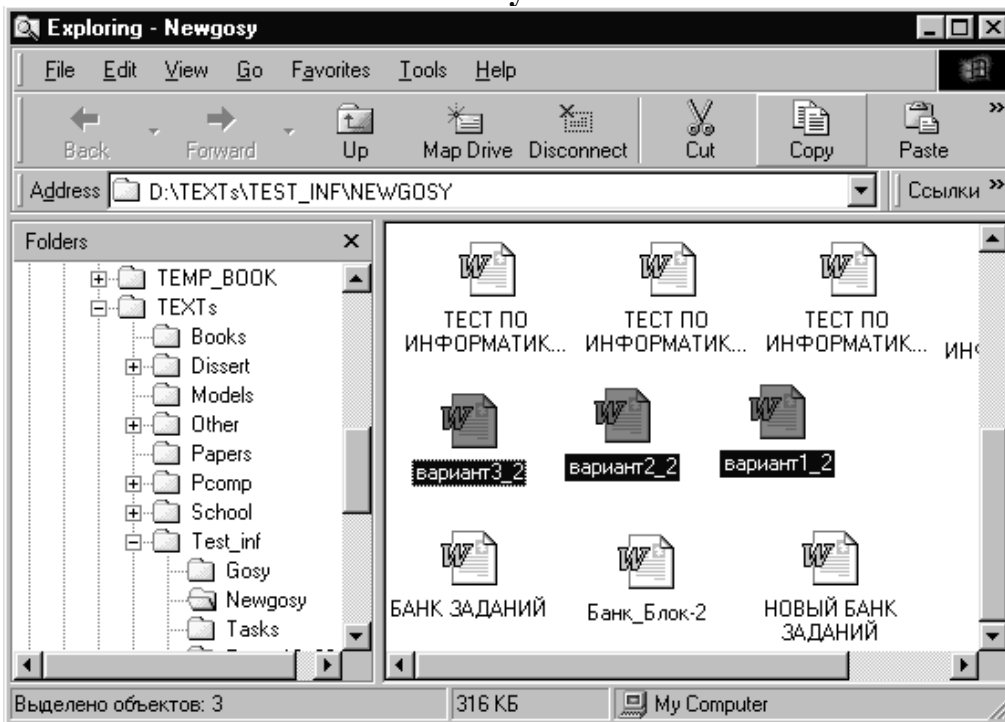 Exploring - Newgosy
File Edit View Go Favorites Tools Help
Back Forward Up Map Drive Disconnect Cut Copy Paste »
Address D:\TEXTs\TEST_INF\NEWGOSY Ссылки »
Folders
TEMP_BOOK
TEXTs
Books
Dissert
Models
Other
Papers
Pcomp
School
Test_inf
Gosy
Newgosy
Tasks
ТЕСТ ПО
ИНФОРМАТИК...
ТЕСТ ПО
ИНФОРМАТИК...
ТЕСТ ПО
ИНФОРМАТИК...
вариант3_2
вариант2_2
вариант1_2
БАНК ЗАДАНИЙ
Банк_Блок-2
НОВЫЙ БАНК
ЗАДАНИЙ
Выделено объектов: 3 316 КБ My Computer